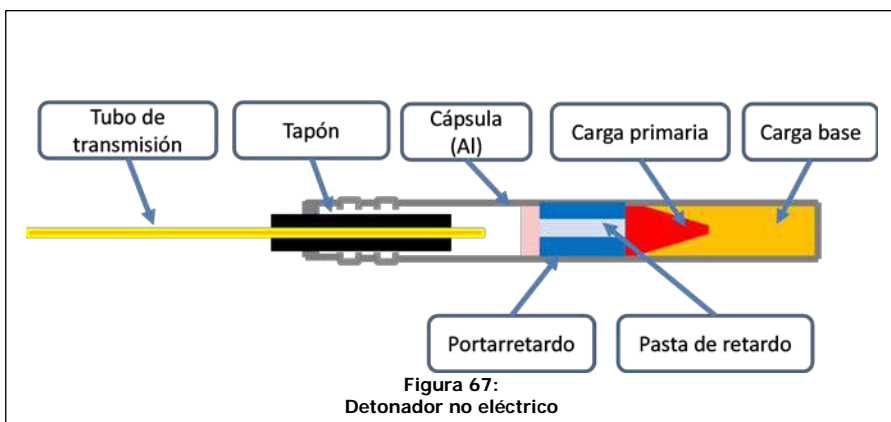 Tubo de
transmisión
Tapón
Cápsula
(Al)
Carga primaria
Carga base
Portarretardo
Pasta de retardo
Figura 67:
Detonador no eléctrico